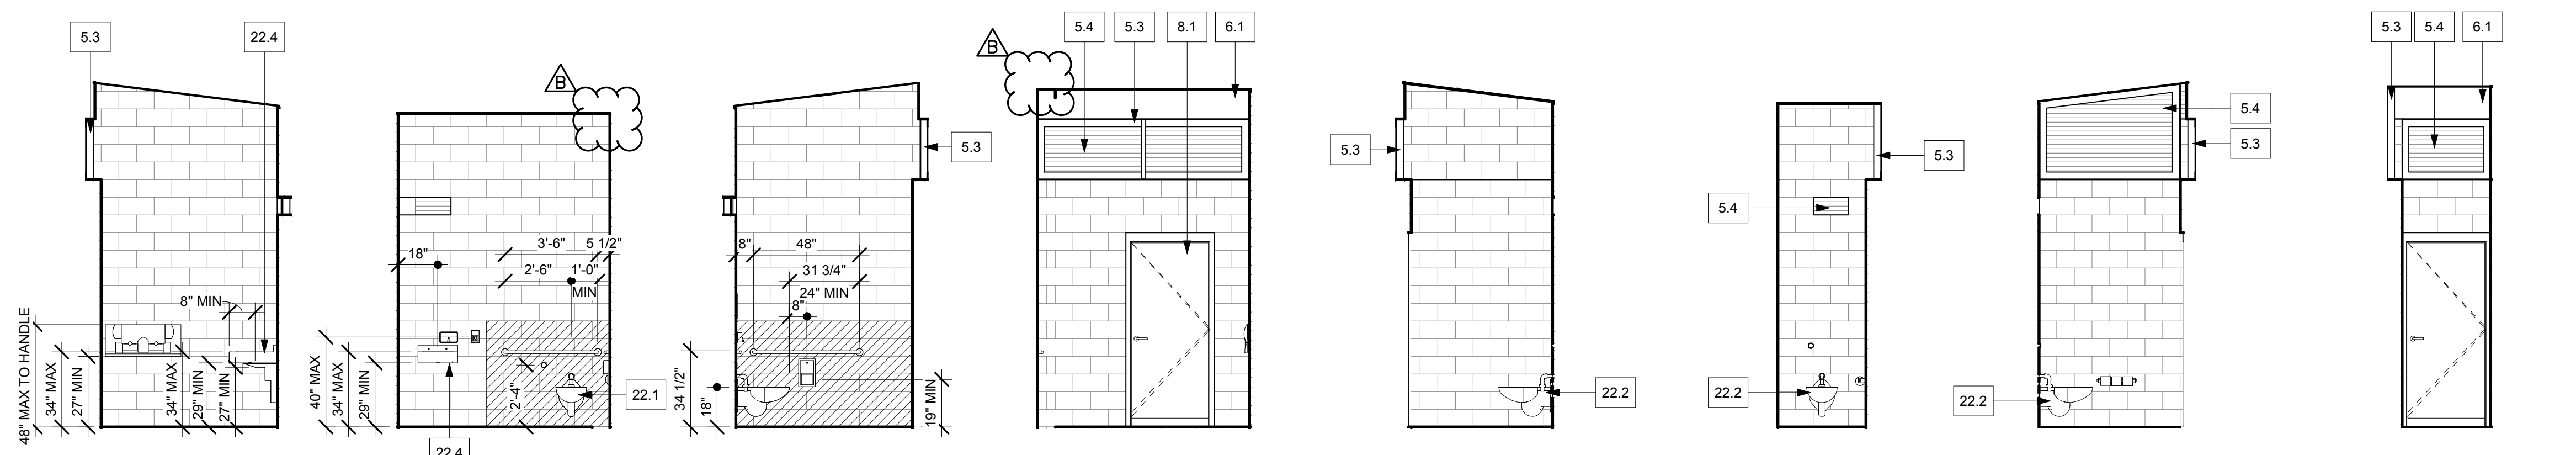 5.3
22.4
8" MIN
48" MAX TO HANDLE
34" MAX
27" MIN
34" MAX
29" MIN
27" MIN
B
18"
3'-6"
5 1/2"
2'-6"
1'-0"
MIN
40" MAX
34" MAX
29" MIN
2'-4"
22.1
22.4
8"
48"
31 3/4"
24" MIN
8"
34 1/2"
18"
19" MIN
5.3
B
5.4
5.3
8.1
6.1
5.3
22.2
5.3
5.4
22.2
5.4
5.3
22.2
5.3
5.4
6.1